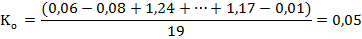 Kₒ = (0,06 − 0,08 + 1,24 + ⋯ + 1,17 − 0,01) / 19 = 0,05